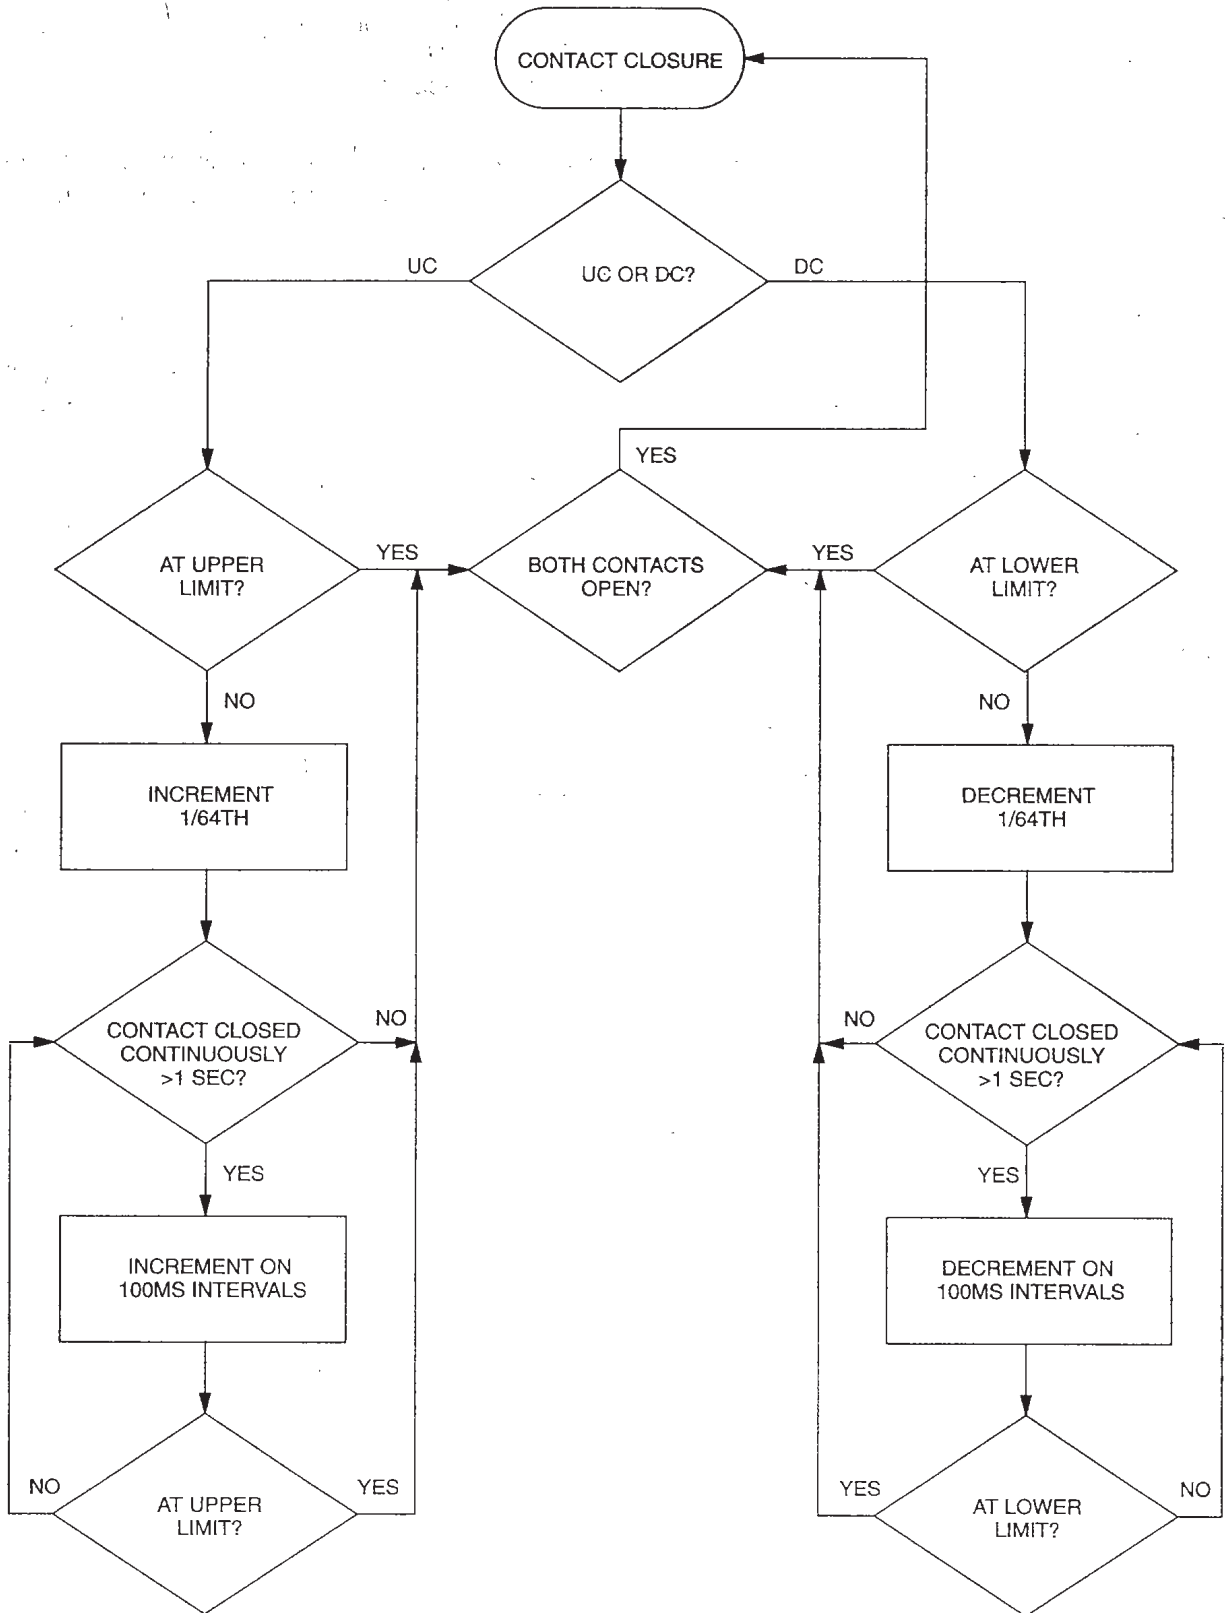 CONTACT CLOSURE
UC
UC OR DC?
DC
YES
AT UPPER
LIMIT?
YES
BOTH CONTACTS
OPEN?
YES
AT LOWER
LIMIT?
NO
NO
INCREMENT
1/64TH
DECREMENT
1/64TH
CONTACT CLOSED
CONTINUOUSLY
>1 SEC?
NO
NO
CONTACT CLOSED
CONTINUOUSLY
>1 SEC?
YES
YES
INCREMENT ON
100MS INTERVALS
DECREMENT ON
100MS INTERVALS
NO
AT UPPER
LIMIT?
YES
YES
AT LOWER
LIMIT?
NO